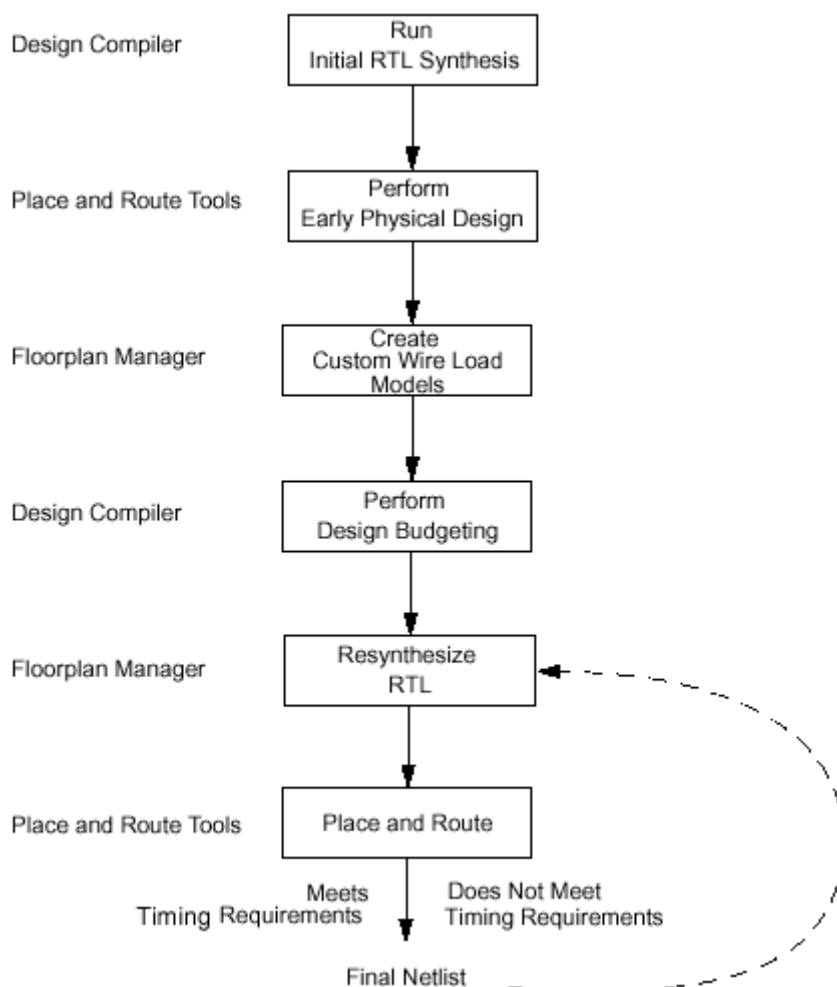 Design Compiler
Run
Initial RTL Synthesis
Place and Route Tools
Perform
Early Physical Design
Floorplan Manager
Create
Custom Wire Load
Models
Design Compiler
Perform
Design Budgeting
Floorplan Manager
Resynthesize
RTL
Place and Route Tools
Place and Route
Meets
Timing Requirements
Does Not Meet
Timing Requirements
Final Netlist